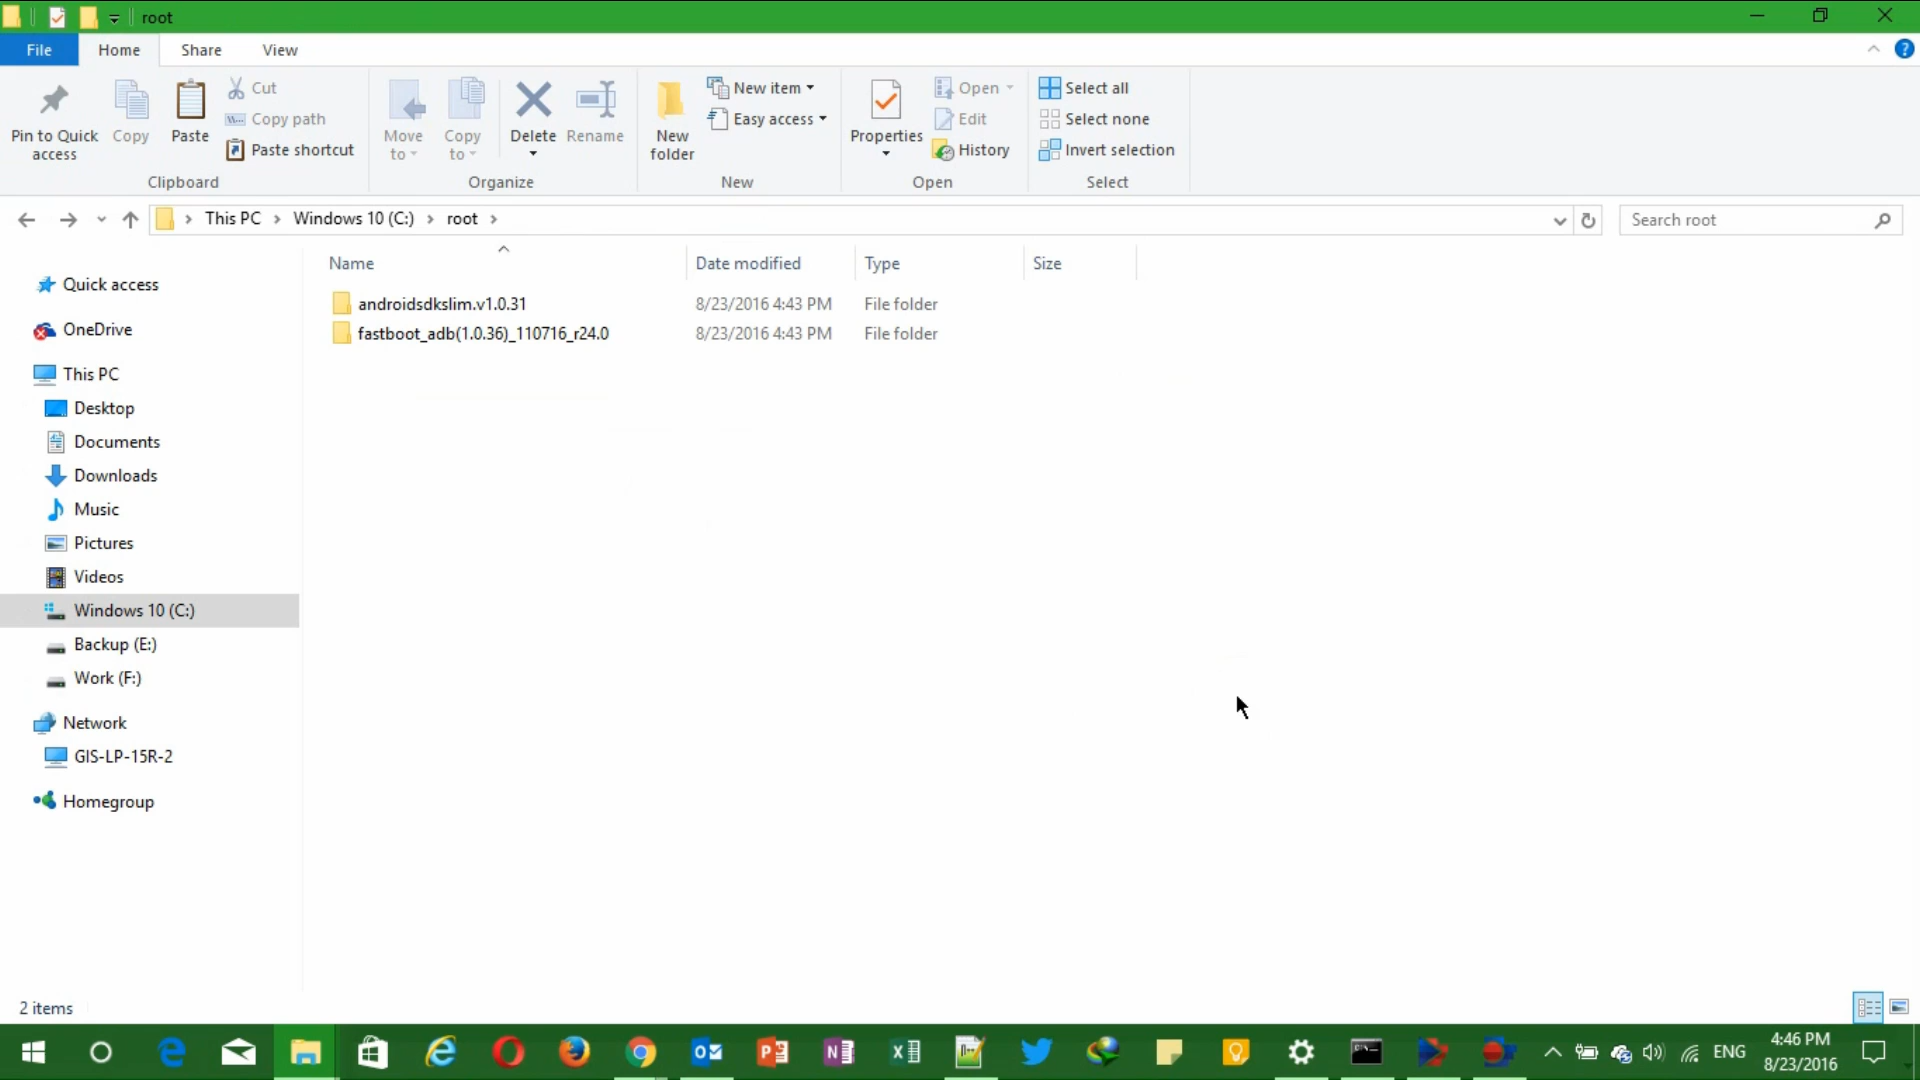 root
File Home Share View
Pin to Quick access
Copy
Paste
Cut
Copy path
Paste shortcut
Clipboard
Move to
Copy to
Delete
Rename
Organize
New folder
New item
Easy access
New
Properties
Open
Edit
History
Open
Select all
Select none
Invert selection
Select
This PC > Windows 10 (C:) > root >
Search root
Name Date modified Type Size
androidsdkslim.v1.0.31 8/23/2016 4:43 PM File folder
fastboot_adb(1.0.36)_110716_r24.0 8/23/2016 4:43 PM File folder
Quick access
OneDrive
This PC
Desktop
Documents
Downloads
Music
Pictures
Videos
Windows 10 (C:)
Backup (E:)
Work (F:)
Network
GIS-LP-15R-2
Homegroup
2 items
ENG
4:46 PM
8/23/2016